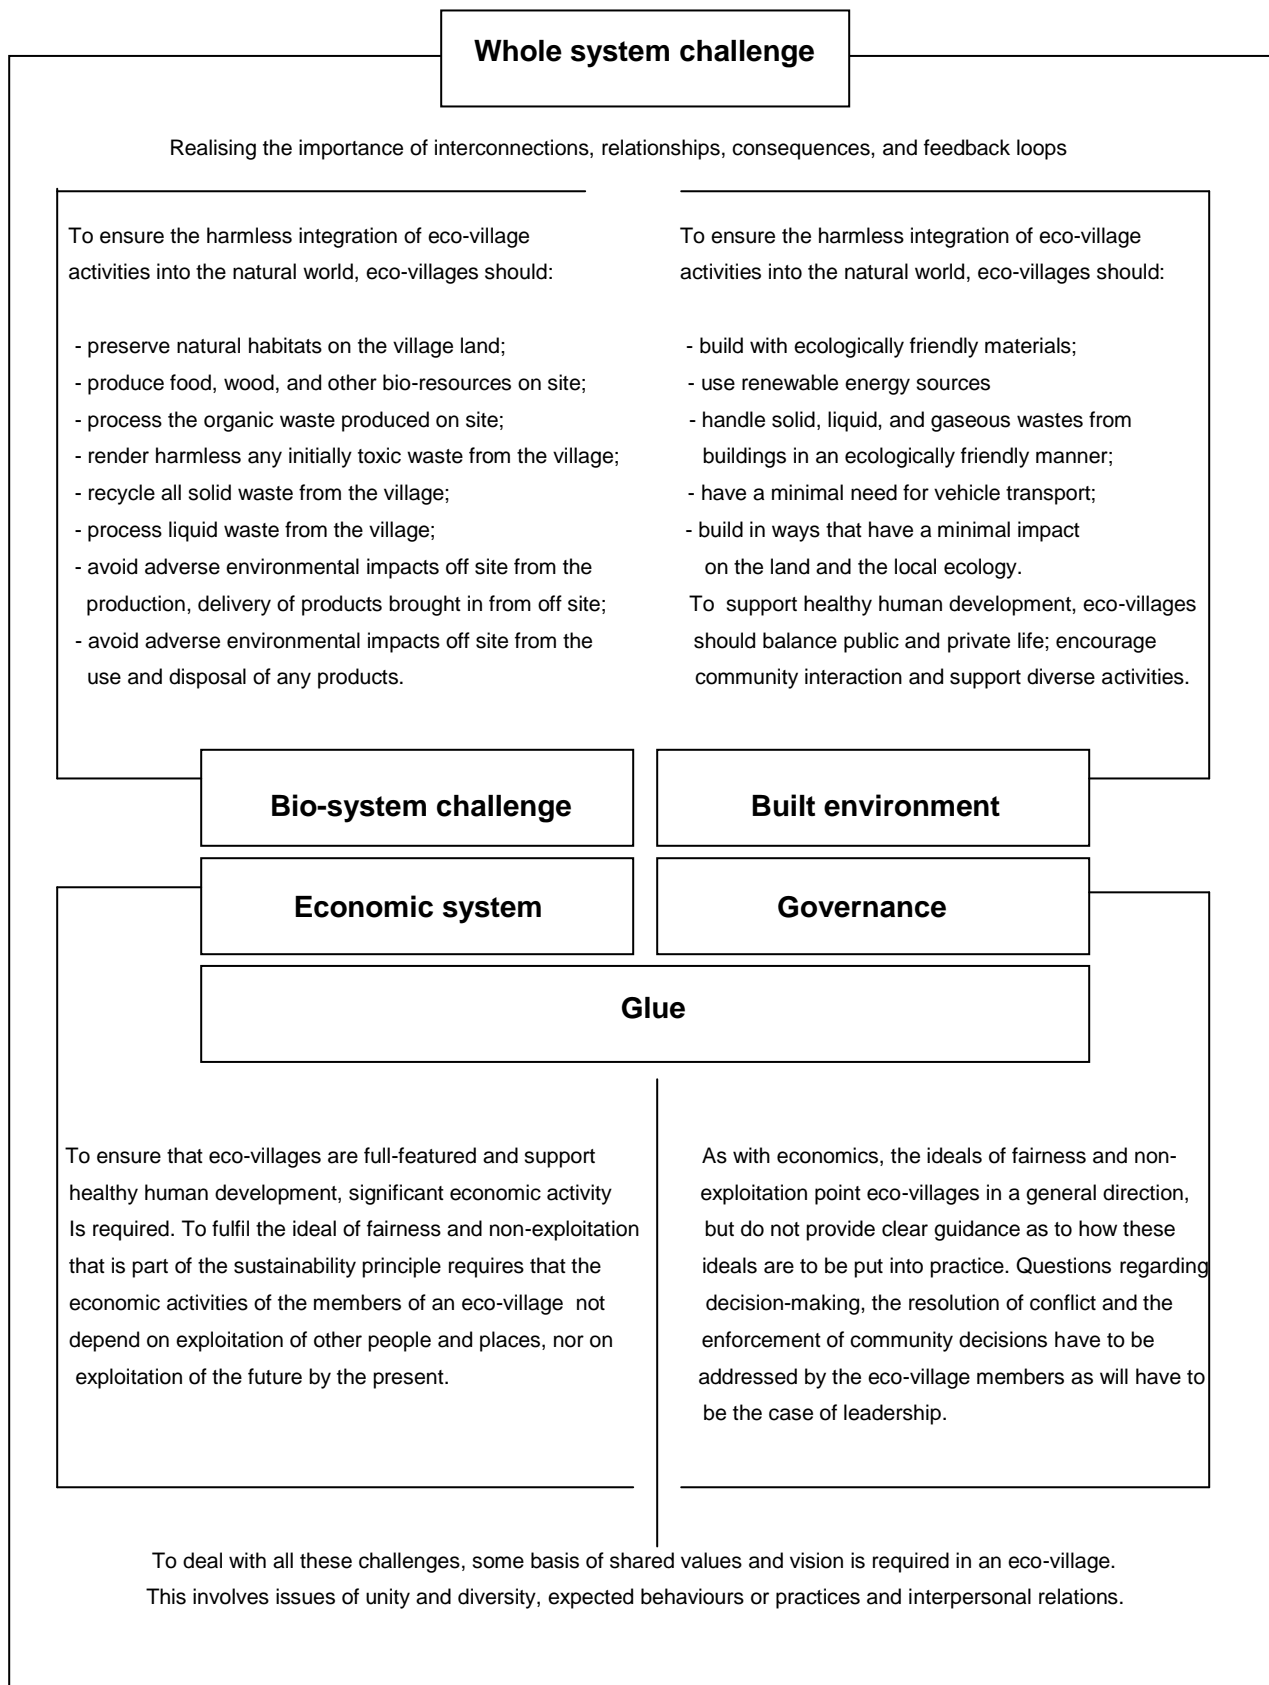 Whole system challenge
Realising the importance of interconnections, relationships, consequences, and feedback loops
To ensure the harmless integration of eco-village
activities into the natural world, eco-villages should:
- preserve natural habitats on the village land;
- produce food, wood, and other bio-resources on site;
- process the organic waste produced on site;
- render harmless any initially toxic waste from the village;
- recycle all solid waste from the village;
- process liquid waste from the village;
- avoid adverse environmental impacts off site from the
production, delivery of products brought in from off site;
- avoid adverse environmental impacts off site from the
use and disposal of any products.
To ensure the harmless integration of eco-village
activities into the natural world, eco-villages should:
- build with ecologically friendly materials;
- use renewable energy sources
- handle solid, liquid, and gaseous wastes from
buildings in an ecologically friendly manner;
- have a minimal need for vehicle transport;
- build in ways that have a minimal impact
on the land and the local ecology.
To support healthy human development, eco-villages
should balance public and private life; encourage
community interaction and support diverse activities.
Bio-system challenge
Built environment
Economic system
Governance
Glue
To ensure that eco-villages are full-featured and support
healthy human development, significant economic activity
Is required. To fulfil the ideal of fairness and non-exploitation
that is part of the sustainability principle requires that the
economic activities of the members of an eco-village not
depend on exploitation of other people and places, nor on
exploitation of the future by the present.
As with economics, the ideals of fairness and non-
exploitation point eco-villages in a general direction,
but do not provide clear guidance as to how these
ideals are to be put into practice. Questions regarding
decision-making, the resolution of conflict and the
enforcement of community decisions have to be
addressed by the eco-village members as will have to
be the case of leadership.
To deal with all these challenges, some basis of shared values and vision is required in an eco-village.
This involves issues of unity and diversity, expected behaviours or practices and interpersonal relations.